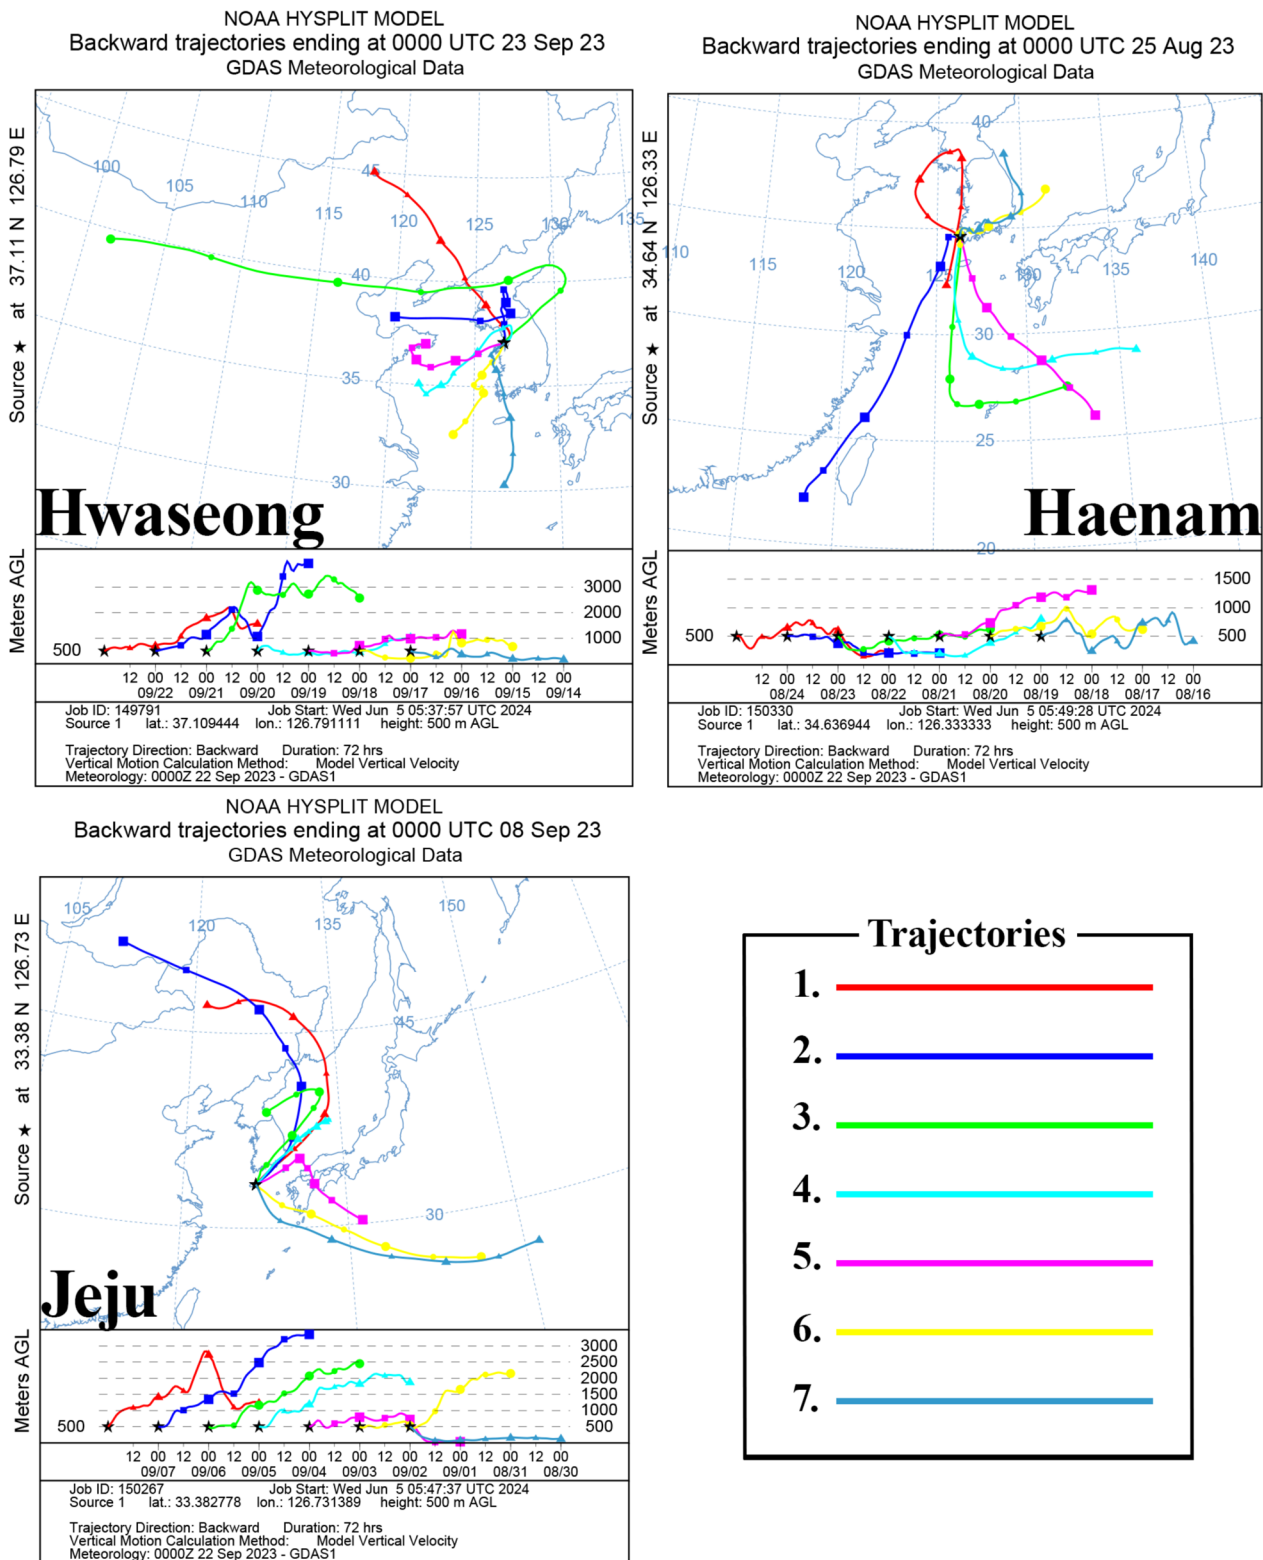 NOAA HYSPLIT MODEL
Backward trajectories ending at 0000 UTC 23 Sep 23
GDAS Meteorological Data
Source ★ at 37.11 N 126.79 E
100
105
110
115
120
125
130
135
45
40
35
30
Hwaseong
Meters AGL
3000
2000
1000
500
12 00 12 00 12 00 12 00 12 00 12 00 12 00 12 00 12 00
09/22 09/21 09/20 09/19 09/18 09/17 09/16 09/15 09/14
Job ID: 149791 Job Start: Wed Jun 5 05:37:57 UTC 2024
Source 1 lat.: 37.109444 lon.: 126.791111 height: 500 m AGL
Trajectory Direction: Backward Duration: 72 hrs
Vertical Motion Calculation Method: Model Vertical Velocity
Meteorology: 0000Z 22 Sep 2023 - GDAS1
NOAA HYSPLIT MODEL
Backward trajectories ending at 0000 UTC 25 Aug 23
GDAS Meteorological Data
Source ★ at 34.64 N 126.33 E
40
110
115
120
125
130
135
140
30
25
20
Haenam
Meters AGL
1500
1000
500
500
12 00 12 00 12 00 12 00 12 00 12 00 12 00 12 00 12 00
08/24 08/23 08/22 08/21 08/20 08/19 08/18 08/17 08/16
Job ID: 150330 Job Start: Wed Jun 5 05:49:28 UTC 2024
Source 1 lat.: 34.636944 lon.: 126.333333 height: 500 m AGL
Trajectory Direction: Backward Duration: 72 hrs
Vertical Motion Calculation Method: Model Vertical Velocity
Meteorology: 0000Z 22 Sep 2023 - GDAS1
NOAA HYSPLIT MODEL
Backward trajectories ending at 0000 UTC 08 Sep 23
GDAS Meteorological Data
Source ★ at 33.38 N 126.73 E
105
120
135
150
45
30
Jeju
Meters AGL
3000
2500
2000
1500
1000
500
500
12 00 12 00 12 00 12 00 12 00 12 00 12 00 12 00 12 00
09/07 09/06 09/05 09/04 09/03 09/02 09/01 08/31 08/30
Job ID: 150267 Job Start: Wed Jun 5 05:47:37 UTC 2024
Source 1 lat.: 33.382778 lon.: 126.731389 height: 500 m AGL
Trajectory Direction: Backward Duration: 72 hrs
Vertical Motion Calculation Method: Model Vertical Velocity
Meteorology: 0000Z 22 Sep 2023 - GDAS1
Trajectories
1.
2.
3.
4.
5.
6.
7.